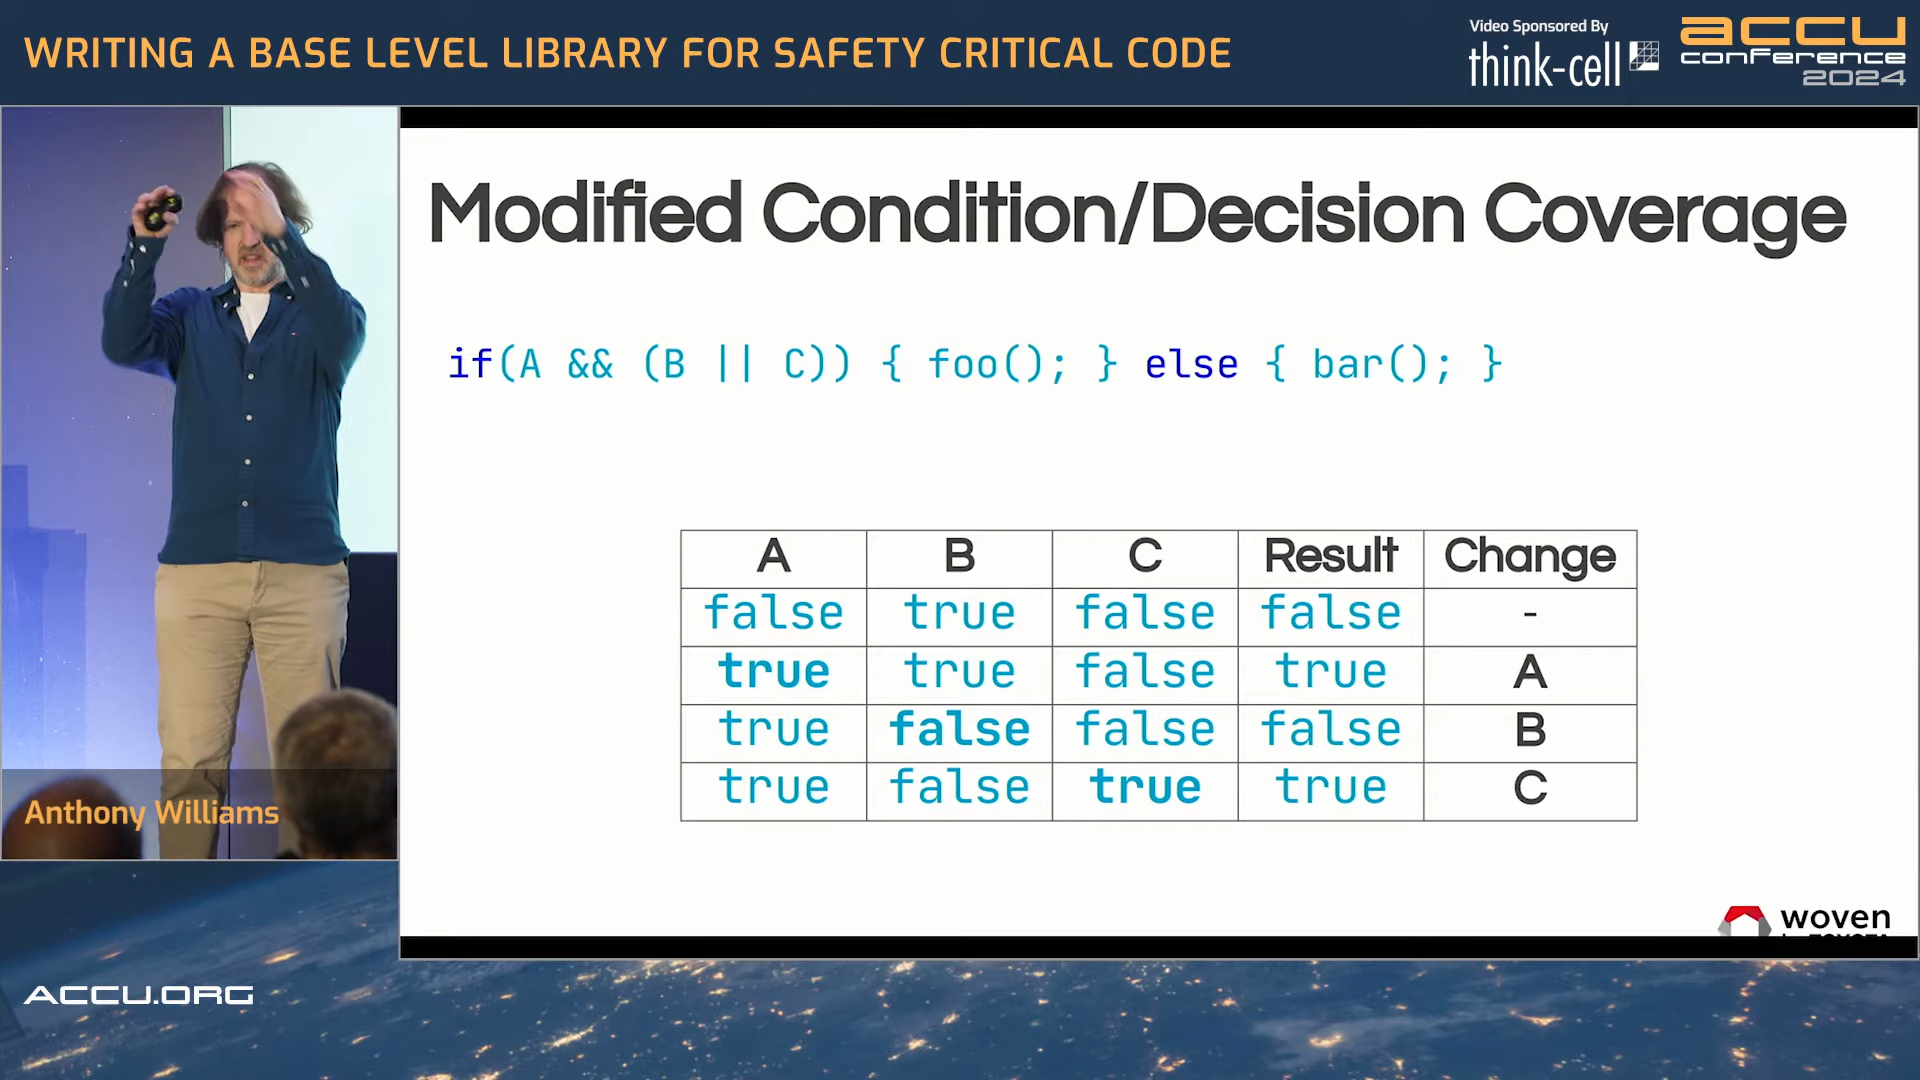 WRITING A BASE LEVEL LIBRARY FOR SAFETY CRITICAL CODE
Video Sponsored By
think-cell
accu
conference
2024
Modified Condition/Decision Coverage
if(A && (B || C)) { foo(); } else { bar(); }
A B C Result Change
false true false false -
true true false true A
true false false false B
true false true true C
Anthony Williams
woven
ACCU.ORG